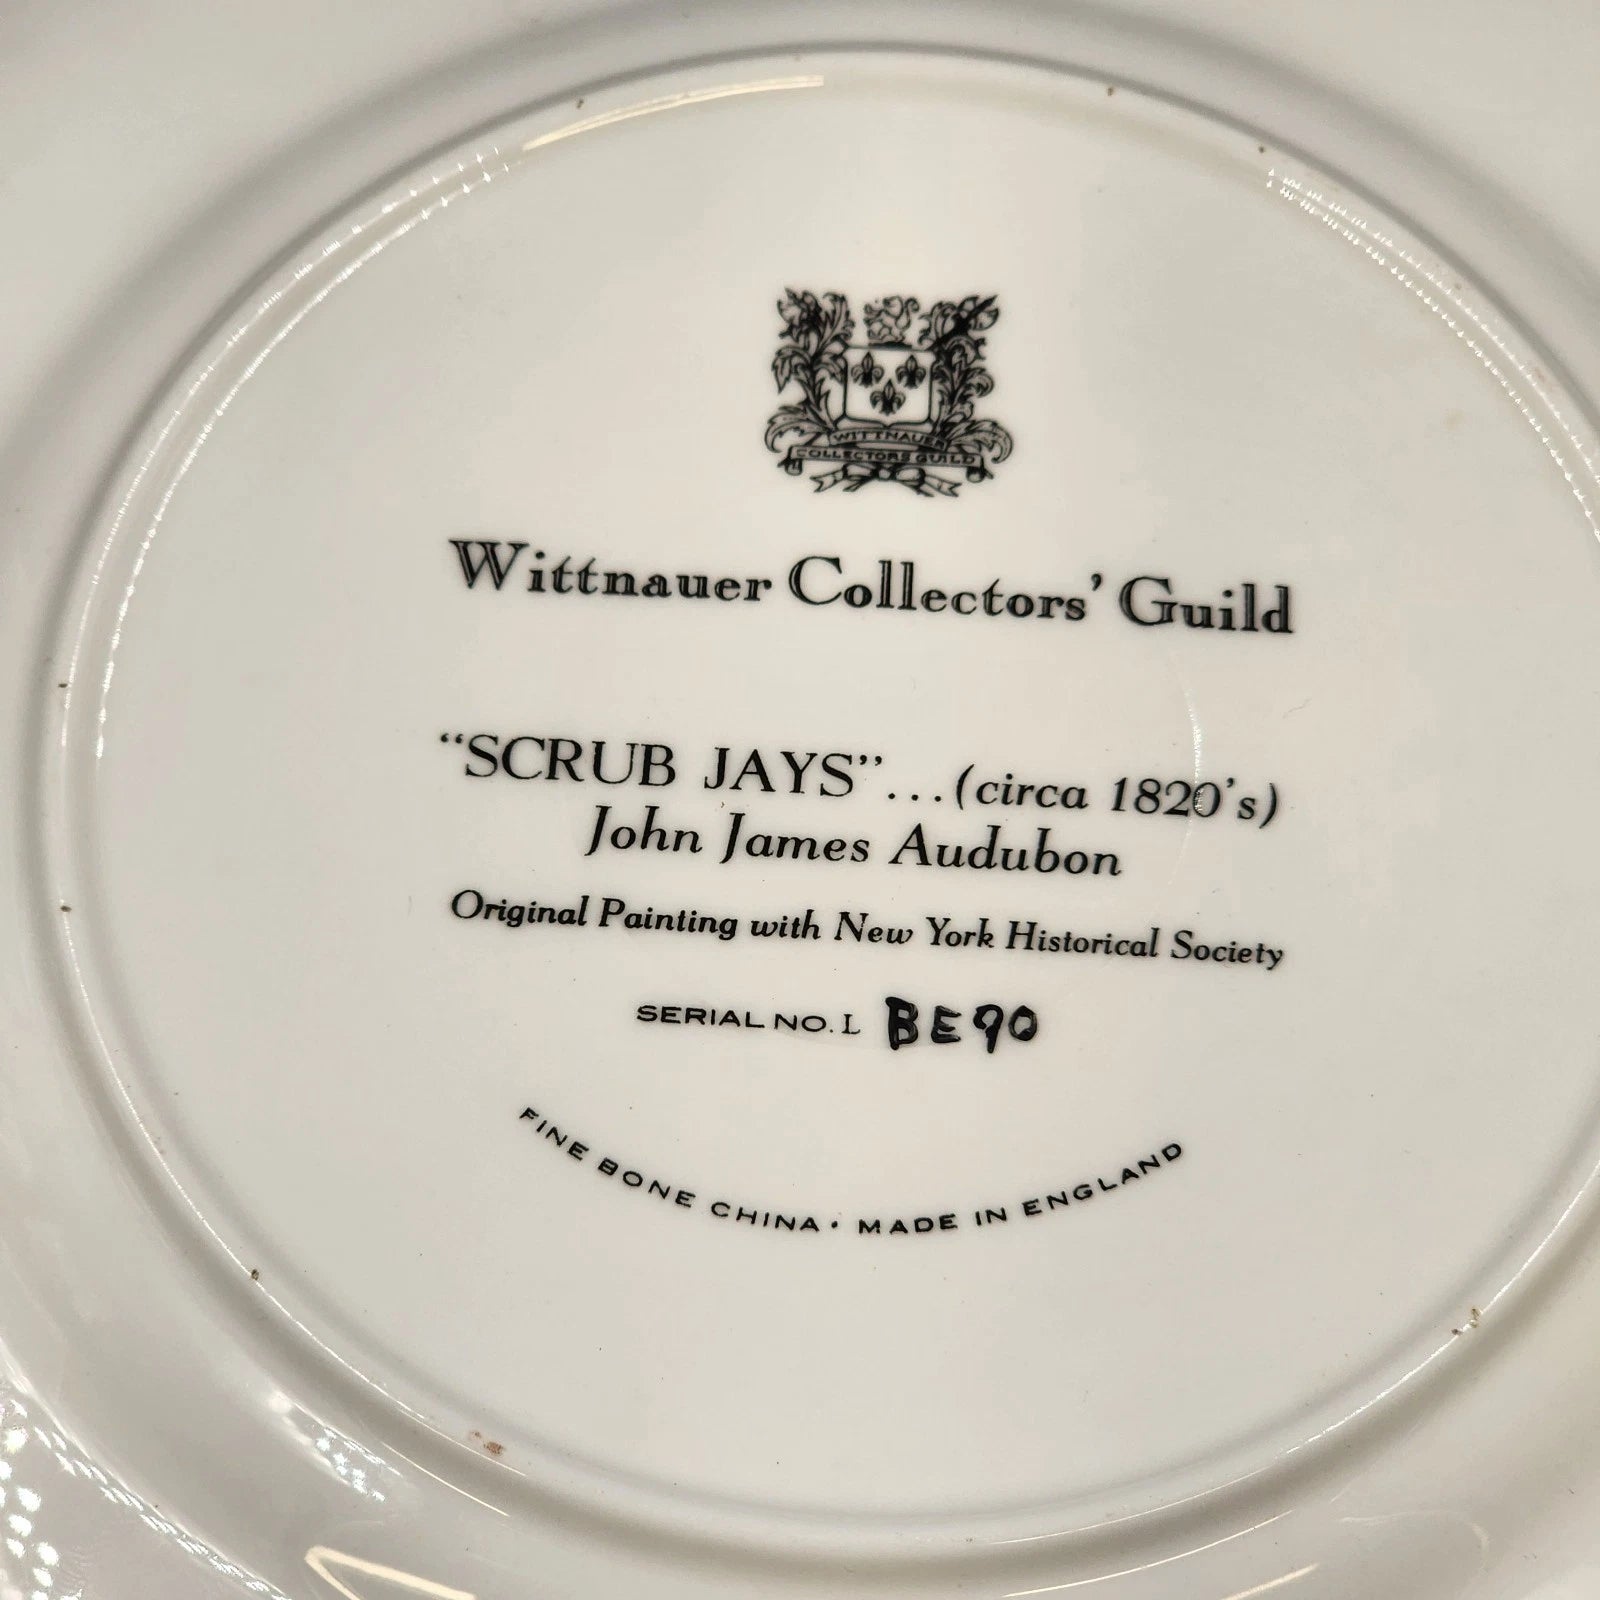 WITTNAUER
COLLECTORS GUILD
Wittnauer Collectors' Guild
“SCRUB JAYS”...(circa 1820's)
John James Audubon
Original Painting with New York Historical Society
SERIAL NO. L BE90
FINE BONE CHINA · MADE IN ENGLAND